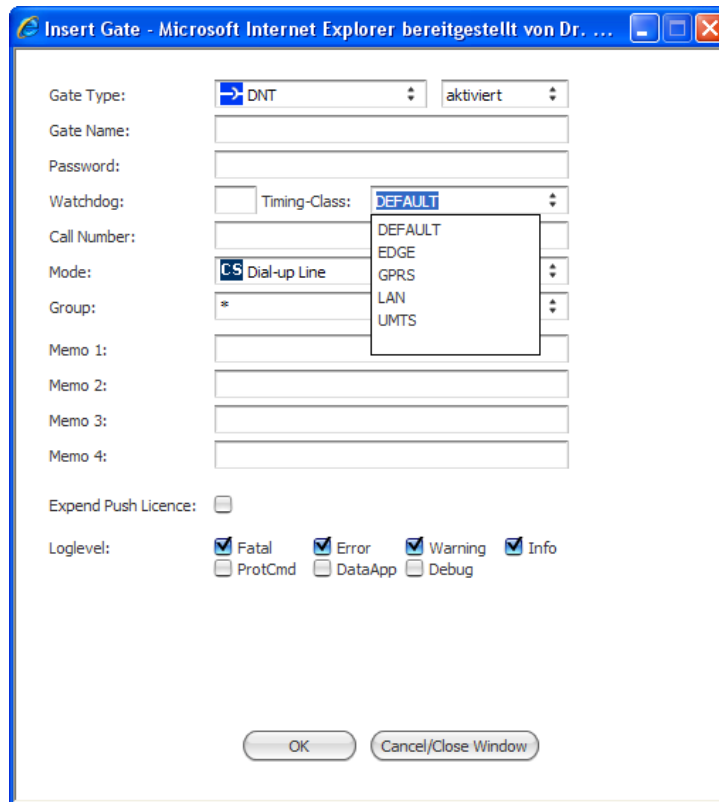 Insert Gate - Microsoft Internet Explorer bereitgestellt von Dr. ...
Gate Type: DNT aktiviert
Gate Name:
Password:
Watchdog: Timing-Class: DEFAULT
DEFAULT
EDGE
GPRS
LAN
UMTS
Call Number:
Mode: CS Dial-up Line
Group: *
Memo 1:
Memo 2:
Memo 3:
Memo 4:
Expend Push Licence:
Loglevel: Fatal Error Warning Info
ProtCmd DataApp Debug
OK Cancel/Close Window